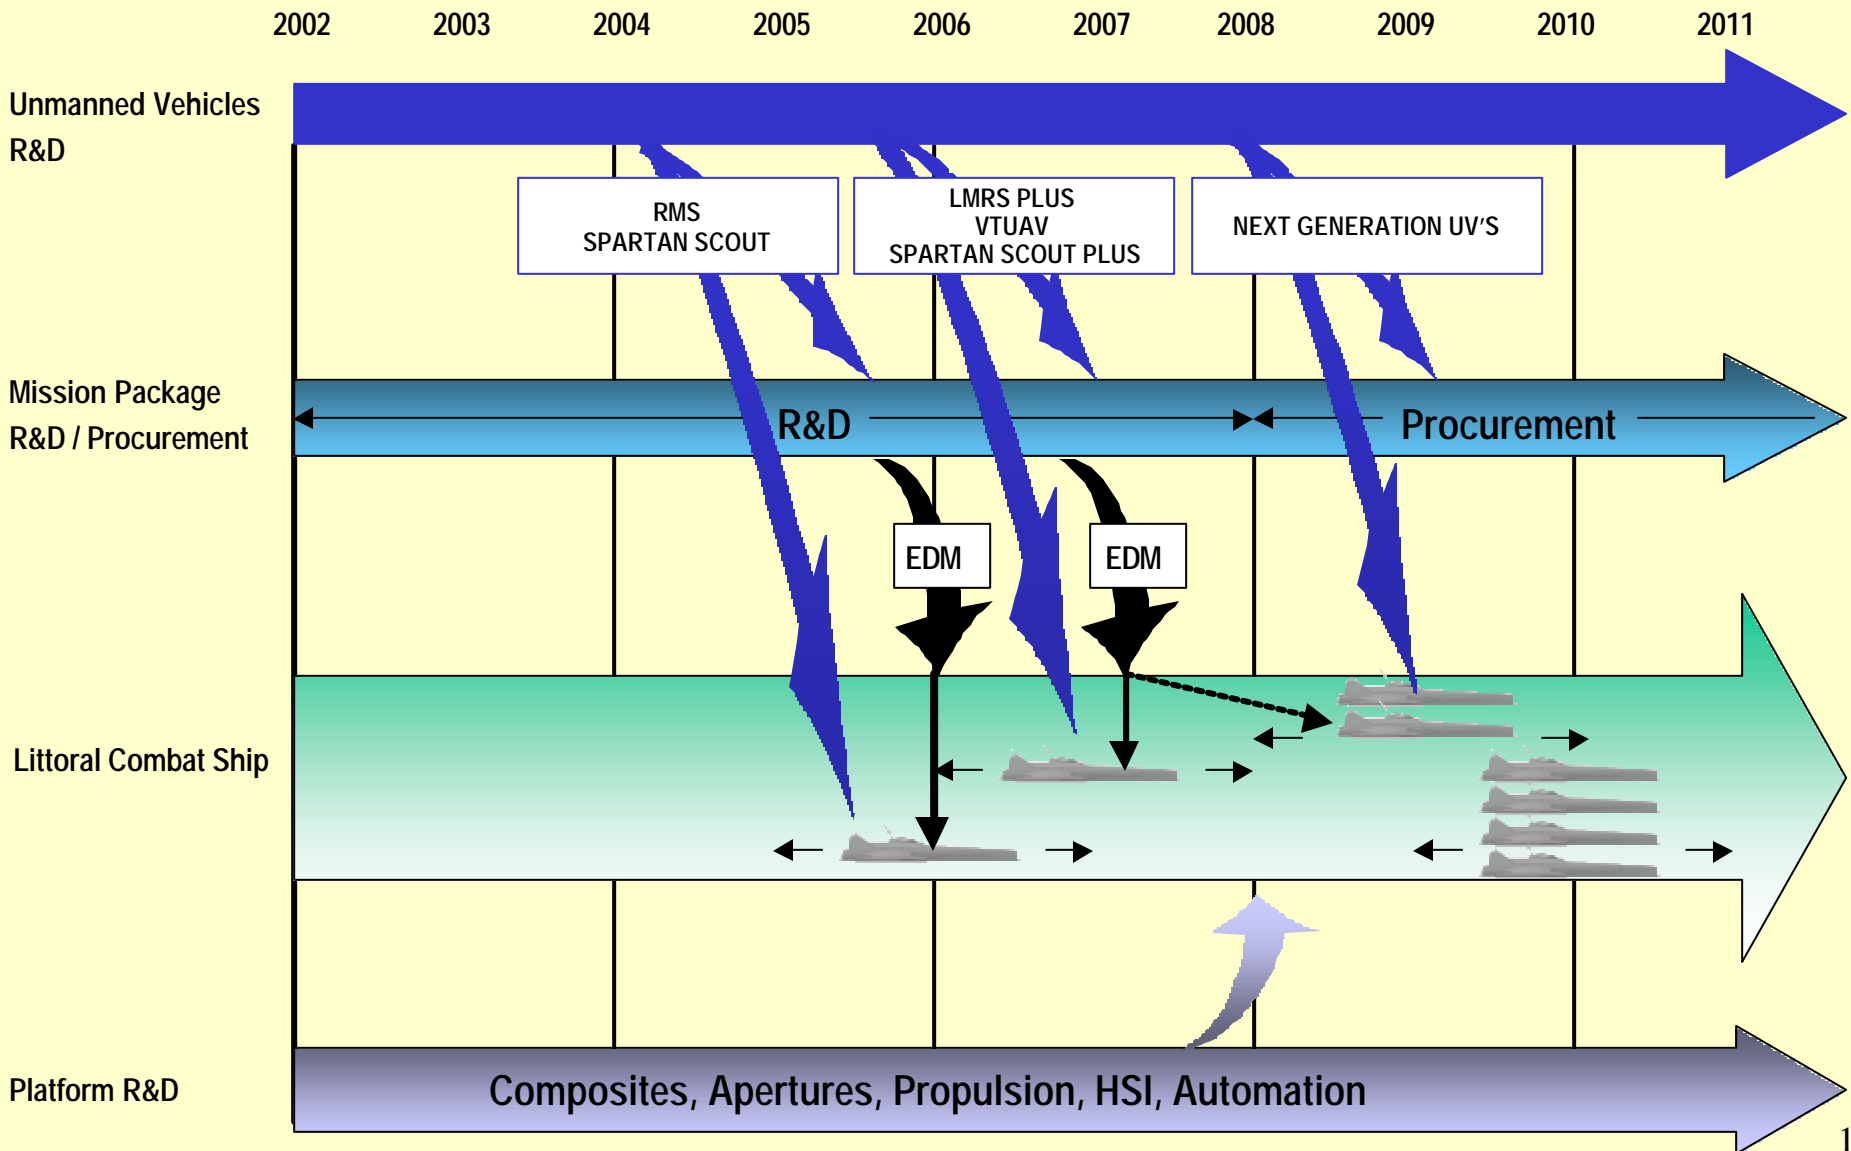 2002 2003 2004 2005 2006 2007 2008 2009 2010 2011
Unmanned Vehicles
R&D
RMS
SPARTAN SCOUT
LMRS PLUS
VTUAV
SPARTAN SCOUT PLUS
NEXT GENERATION UV'S
Mission Package
R&D / Procurement
R&D
Procurement
EDM
EDM
Littoral Combat Ship
Platform R&D
Composites, Apertures, Propulsion, HSI, Automation
1